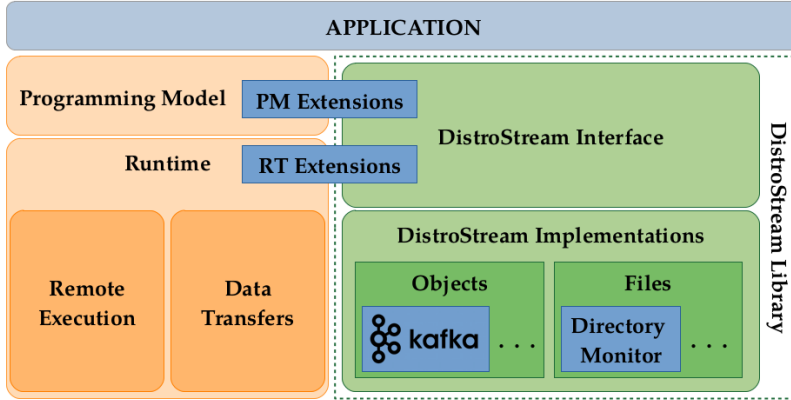 APPLICATION
Programming Model
PM Extensions
DistroStream Interface
Runtime
RT Extensions
Remote
Execution
Data
Transfers
DistroStream Implementations
Objects
kafka
. . .
Files
Directory
Monitor
. . .
DistroStream Library